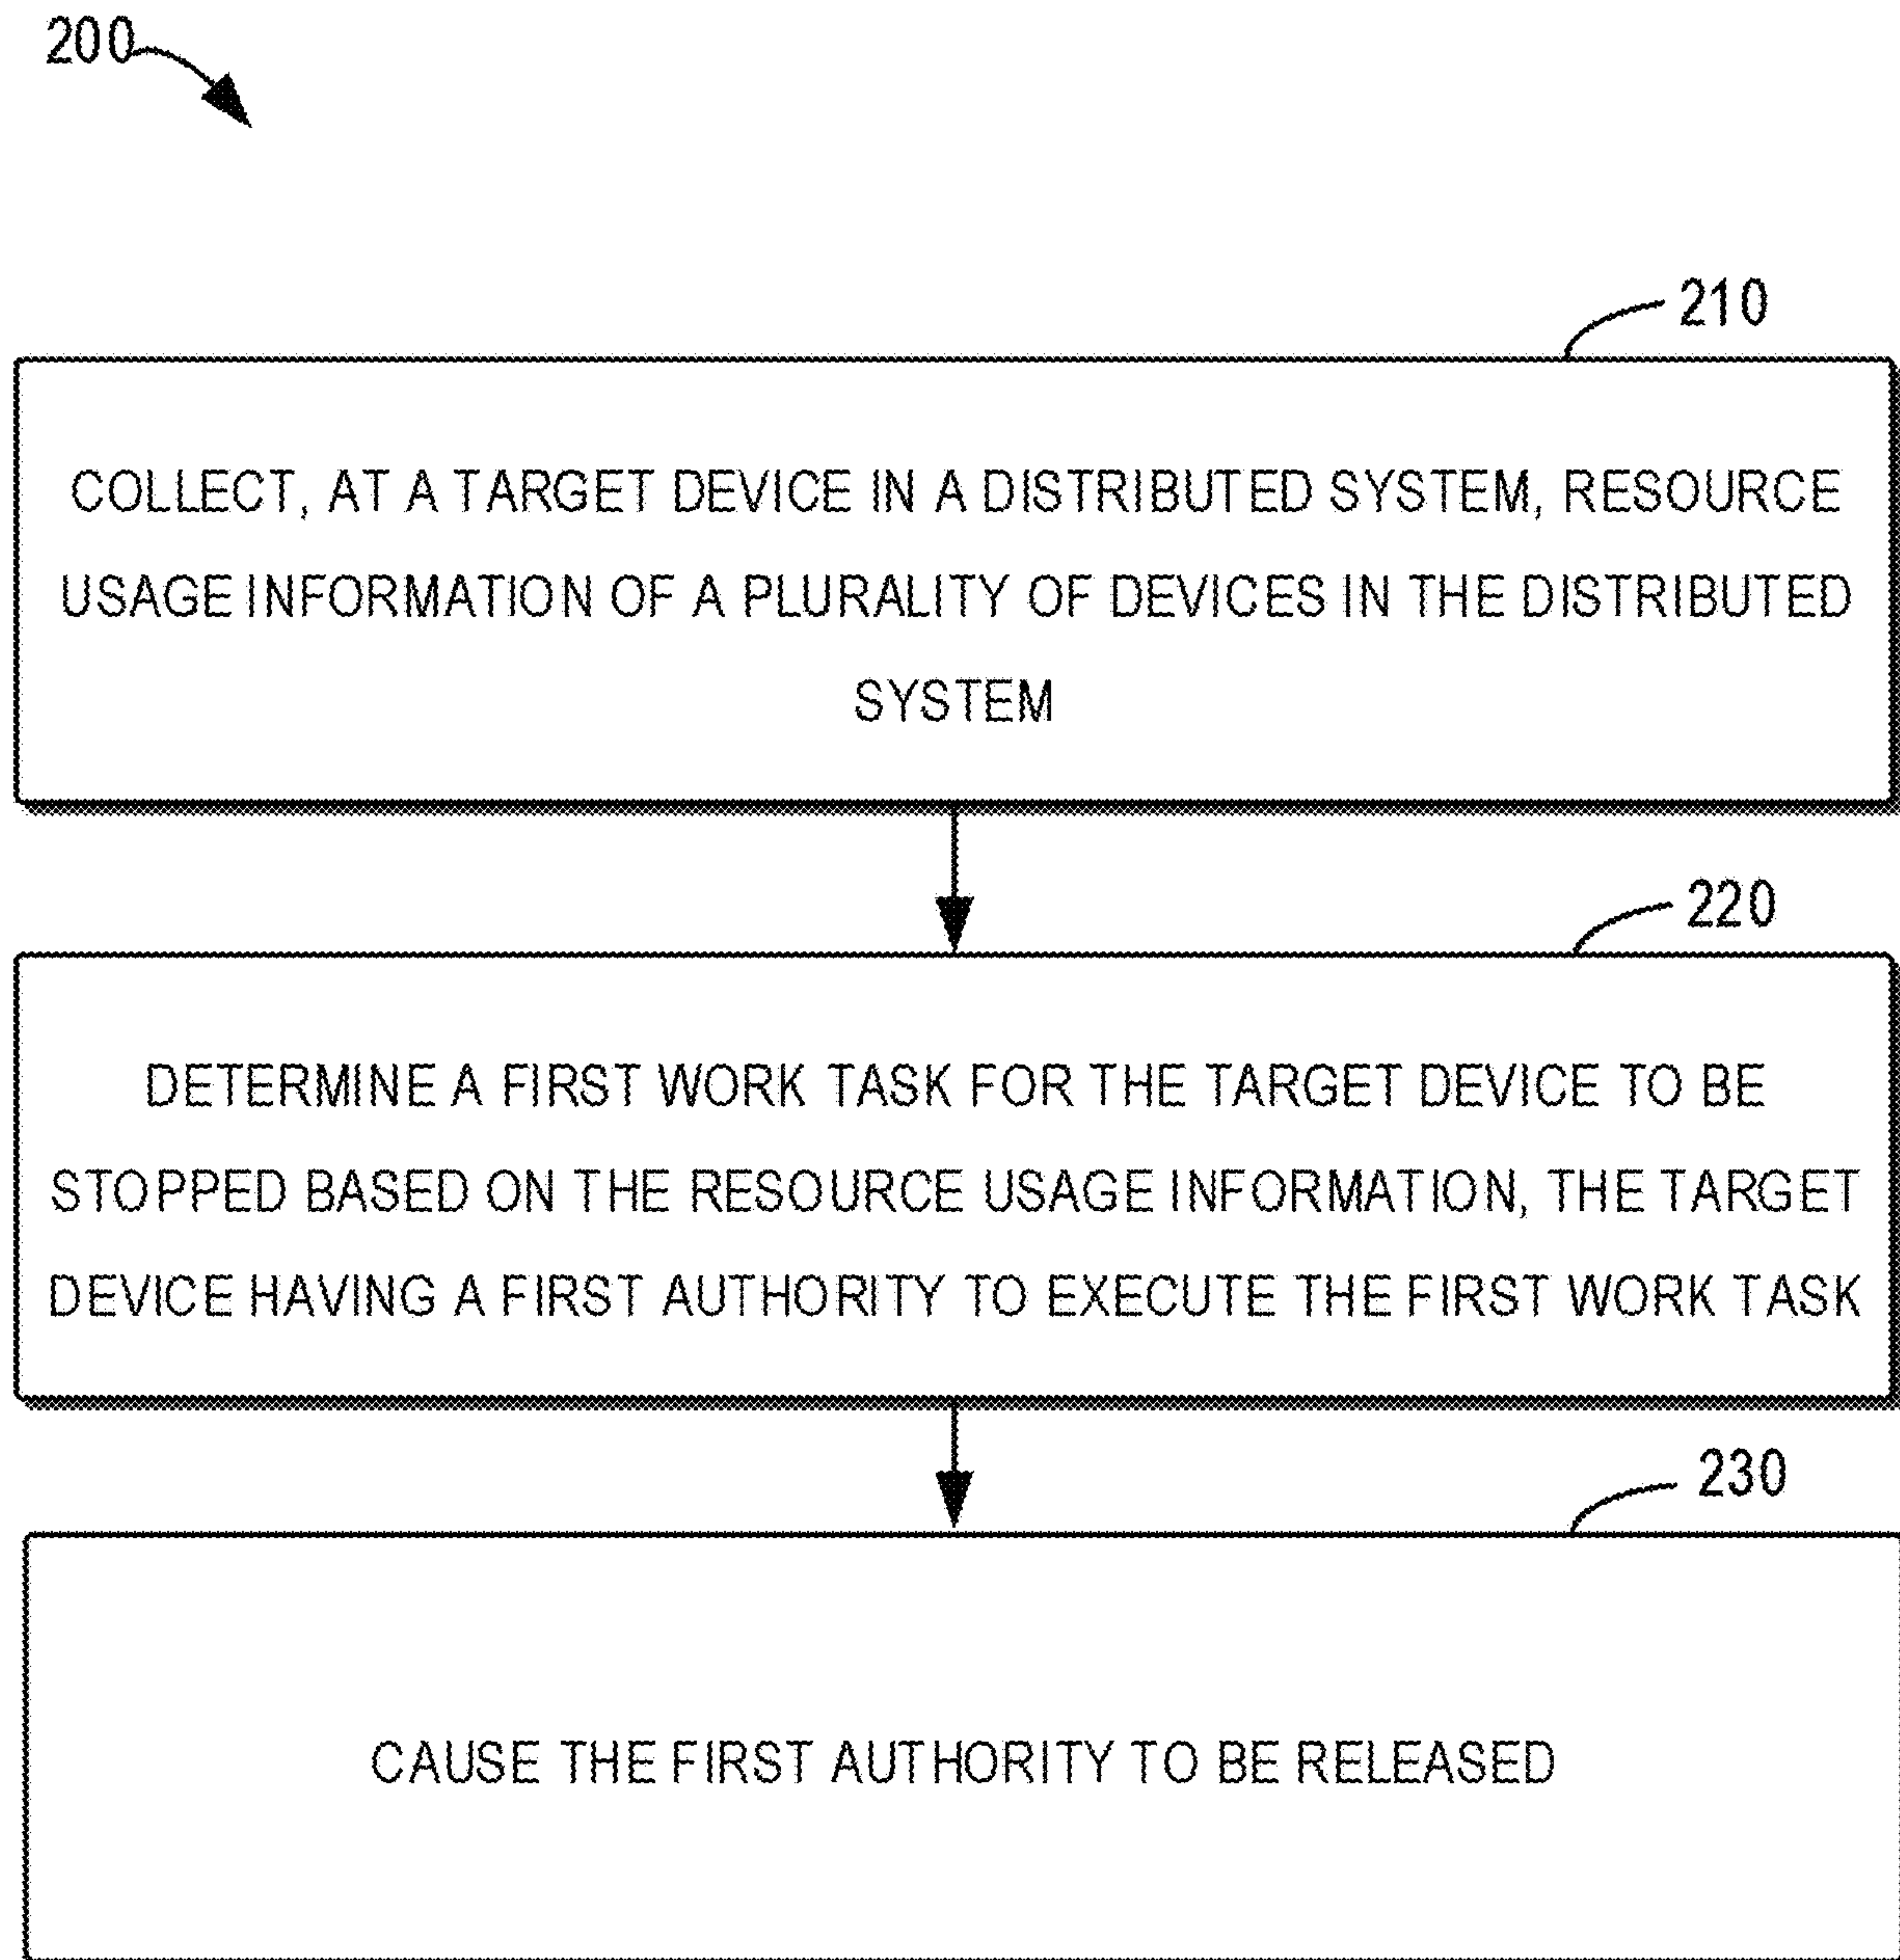 200
210
COLLECT, AT A TARGET DEVICE IN A DISTRIBUTED SYSTEM, RESOURCE
USAGE INFORMATION OF A PLURALITY OF DEVICES IN THE DISTRIBUTED
SYSTEM
220
DETERMINE A FIRST WORK TASK FOR THE TARGET DEVICE TO BE
STOPPED BASED ON THE RESOURCE USAGE INFORMATION, THE TARGET
DEVICE HAVING A FIRST AUTHORITY TO EXECUTE THE FIRST WORK TASK
230
CAUSE THE FIRST AUTHORITY TO BE RELEASED